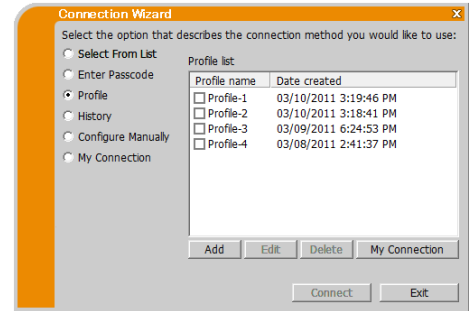 Connection Wizard x
Select the option that describes the connection method you would like to use:
Select From List
Enter Passcode
Profile
History
Configure Manually
My Connection
Profile list
Profile name Date created
Profile-1 03/10/2011 3:19:46 PM
Profile-2 03/10/2011 3:18:41 PM
Profile-3 03/09/2011 6:24:53 PM
Profile-4 03/08/2011 2:41:37 PM
Add Edit Delete My Connection
Connect Exit